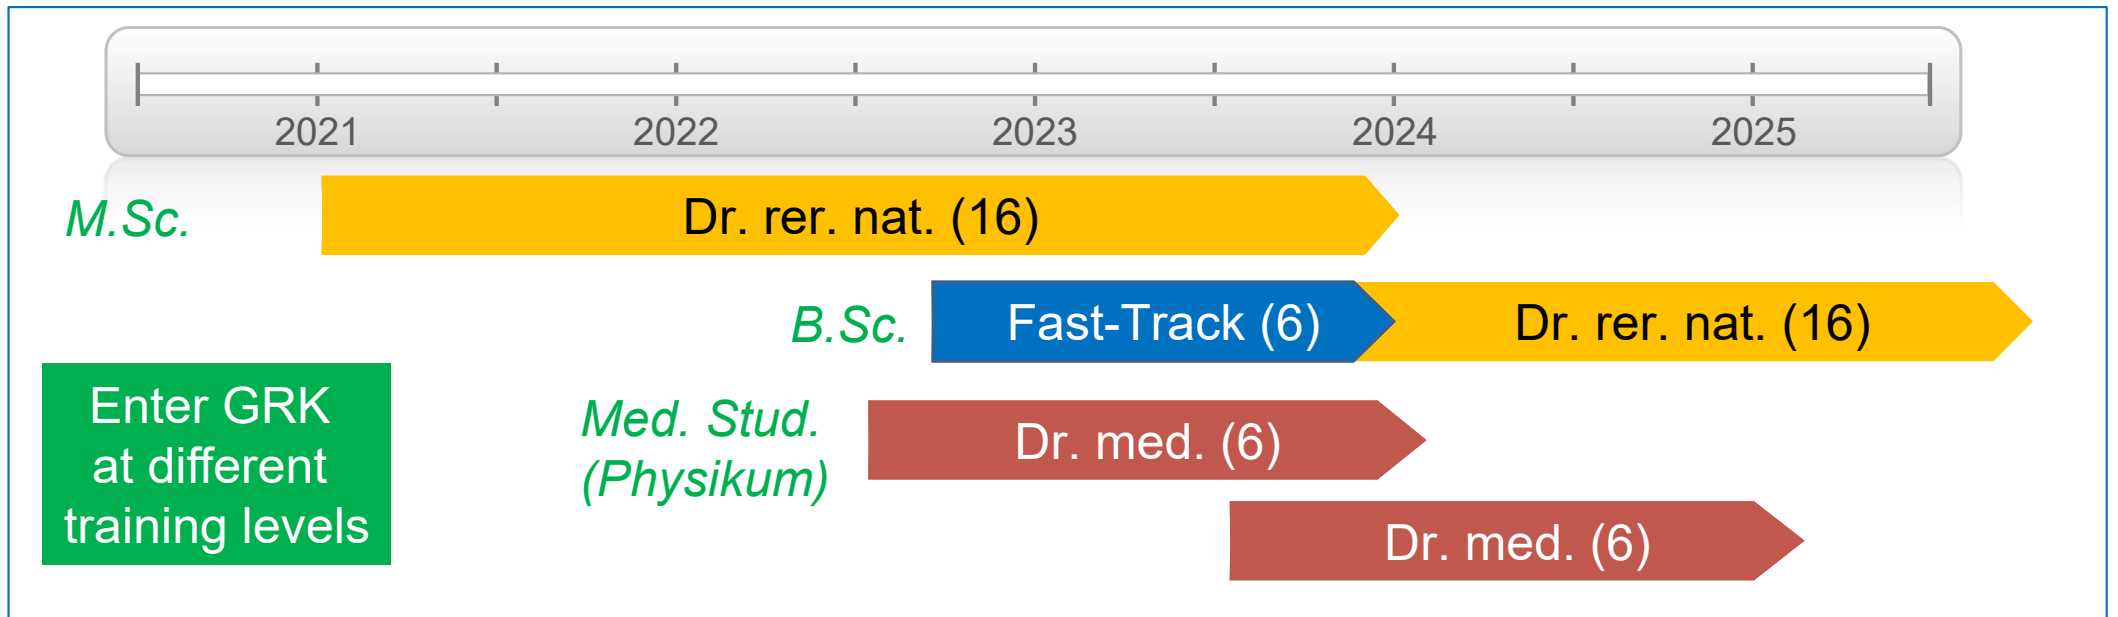 2021 2022 2023 2024 2025
M.Sc. Dr. rer. nat. (16)
B.Sc. Fast-Track (6) Dr. rer. nat. (16)
Enter GRK
at different
training levels
Med. Stud.
(Physikum)
Dr. med. (6)
Dr. med. (6)